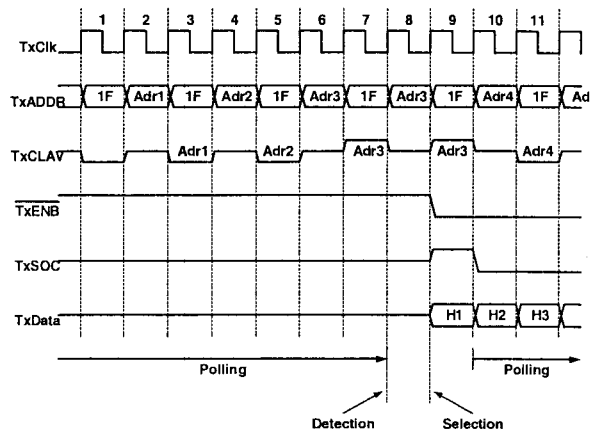 1 2 3 4 5 6 7 8 9 10 11
TxClk
TxADDR 1F Adr1 1F Adr2 1F Adr3 1F Adr3 1F Adr4 1F Ad
TxCLAV Adr1 Adr2 Adr3 Adr3 Adr4
TxENB
TxSOC
TxData H1 H2 H3
Polling Polling
Detection Selection